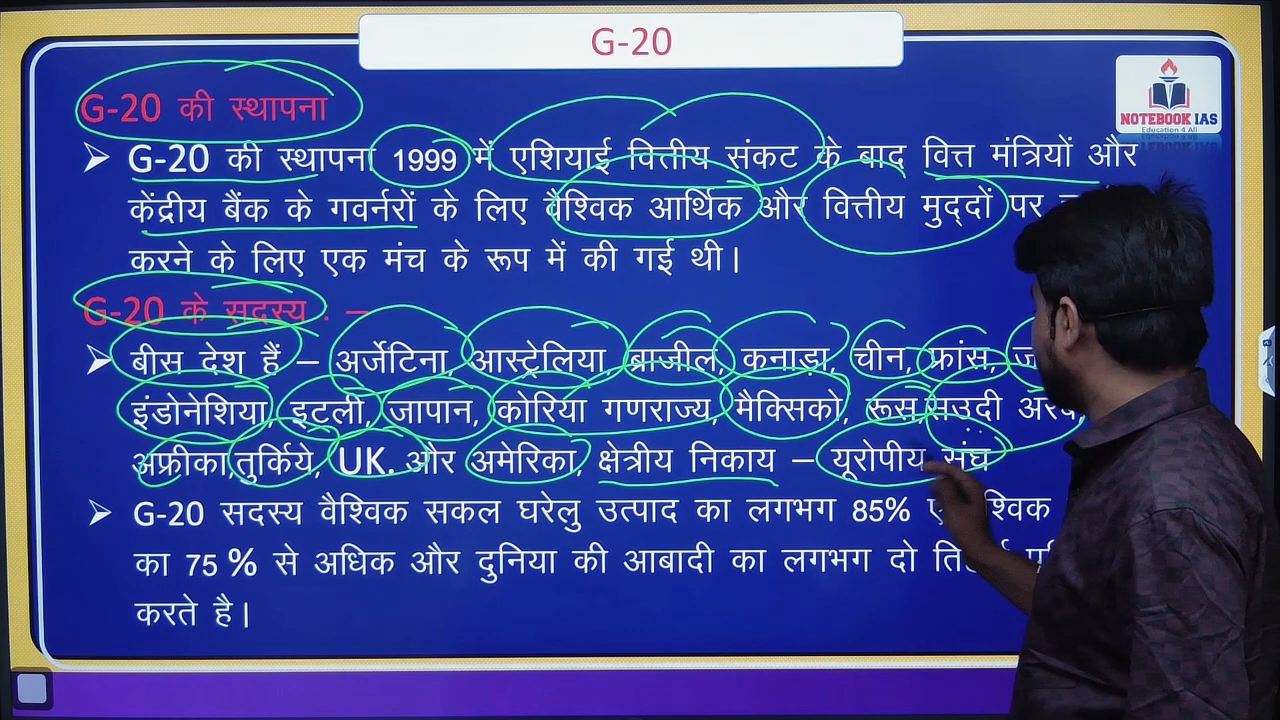 G-20
NOTEBOOK IAS
Education 4 All
G-20 की स्थापना
G-20 की स्थापना 1999 में एशियाई वित्तीय संकट के बाद वित्त मंत्रियों और
केंद्रीय बैंक के गवर्नरों के लिए वैश्विक आर्थिक और वित्तीय मुद्दों पर
करने के लिए एक मंच के रूप में की गई थी।
G-20 के सदस्य : –
बीस देश हैं – अर्जेटिना, आस्ट्रेलिया, ब्राजील, कनाड़ा, चीन, फ्रांस,
इंडोनेशिया, इटली, जापान, कोरिया गणराज्य, मैक्सिको, रूस, सउदी अरब,
अफ्रीका, तुर्किये, UK. और अमेरिका, क्षेत्रीय निकाय – यूरोपीय संघ
G-20 सदस्य वैश्विक सकल घरेलु उत्पाद का लगभग 85%
का 75 % से अधिक और दुनिया की आबादी का लगभग दो
करते है।